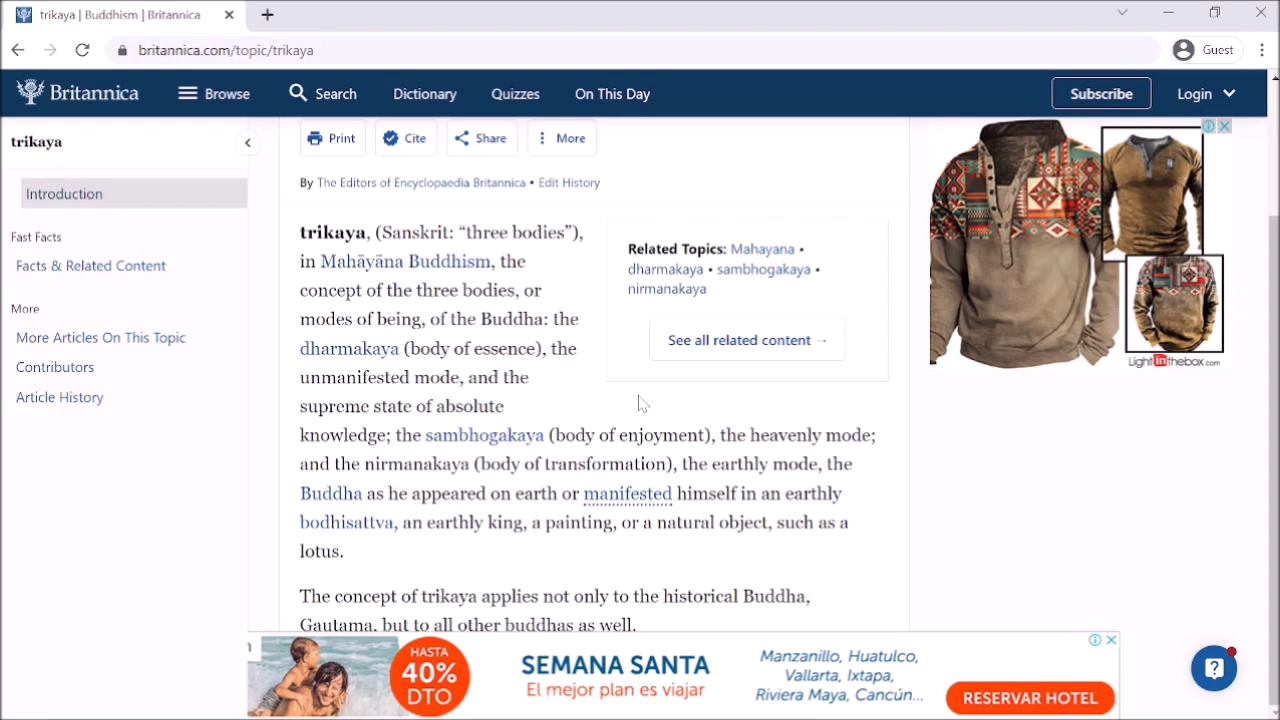 trikaya | Buddhism | Britannica
britannica.com/topic/trikaya
Guest
Britannica
Browse
Search
Dictionary
Quizzes
On This Day
Subscribe
Login
trikaya
Introduction
Fast Facts
Facts & Related Content
More
More Articles On This Topic
Contributors
Article History
Print
Cite
Share
More
By The Editors of Encyclopaedia Britannica • Edit History
trikaya, (Sanskrit: “three bodies”),
in Mahāyāna Buddhism, the
concept of the three bodies, or
modes of being, of the Buddha: the
dharmakaya (body of essence), the
unmanifested mode, and the
supreme state of absolute
knowledge; the sambhogakaya (body of enjoyment), the heavenly mode;
and the nirmanakaya (body of transformation), the earthly mode, the
Buddha as he appeared on earth or manifested himself in an earthly
bodhisattva, an earthly king, a painting, or a natural object, such as a
lotus.
The concept of trikaya applies not only to the historical Buddha,
Gautama, but to all other buddhas as well.
Related Topics: Mahayana •
dharmakaya • sambhogakaya •
nirmanakaya
See all related content →
LightInthebox.com
HASTA
40%
DTO
SEMANA SANTA
El mejor plan es viajar
Manzanillo, Huatulco,
Vallarta, Ixtapa,
Riviera Maya, Cancún...
RESERVAR HOTEL